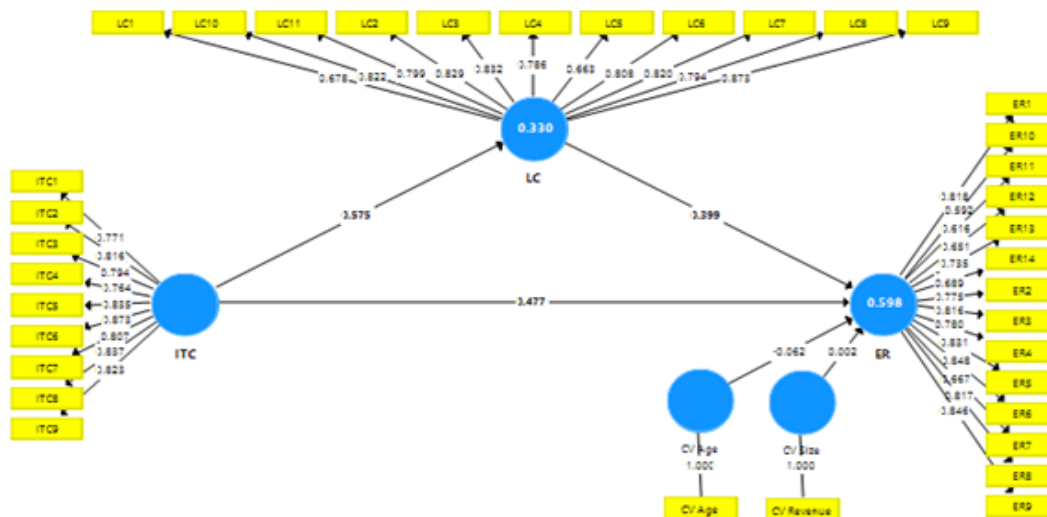 LC1 LC10 LC11 LC2 LC3 LC4 LC5 LC6 LC7 LC8 LC9
0.678 0.822 0.799 0.829 0.832 0.786 0.663 0.808 0.820 0.794 0.873
0.330
LC
ITC1
ITC2
ITC3
ITC4
ITC5
ITC6
ITC7
ITC8
ITC9
0.771
0.816
0.794
0.764
0.835
0.873
0.807
0.837
0.823
ITC
0.575
0.399
0.477
ER1
ER10
ER11
ER12
ER13
ER14
ER2
ER3
ER4
ER5
ER6
ER7
ER8
ER9
0.818
0.592
0.616
0.651
0.735
0.689
0.775
0.816
0.780
0.831
0.848
0.667
0.817
0.846
0.598
ER
-0.062 0.002
CV Age CV Size
1.000 1.000
CV Age CV Revenue